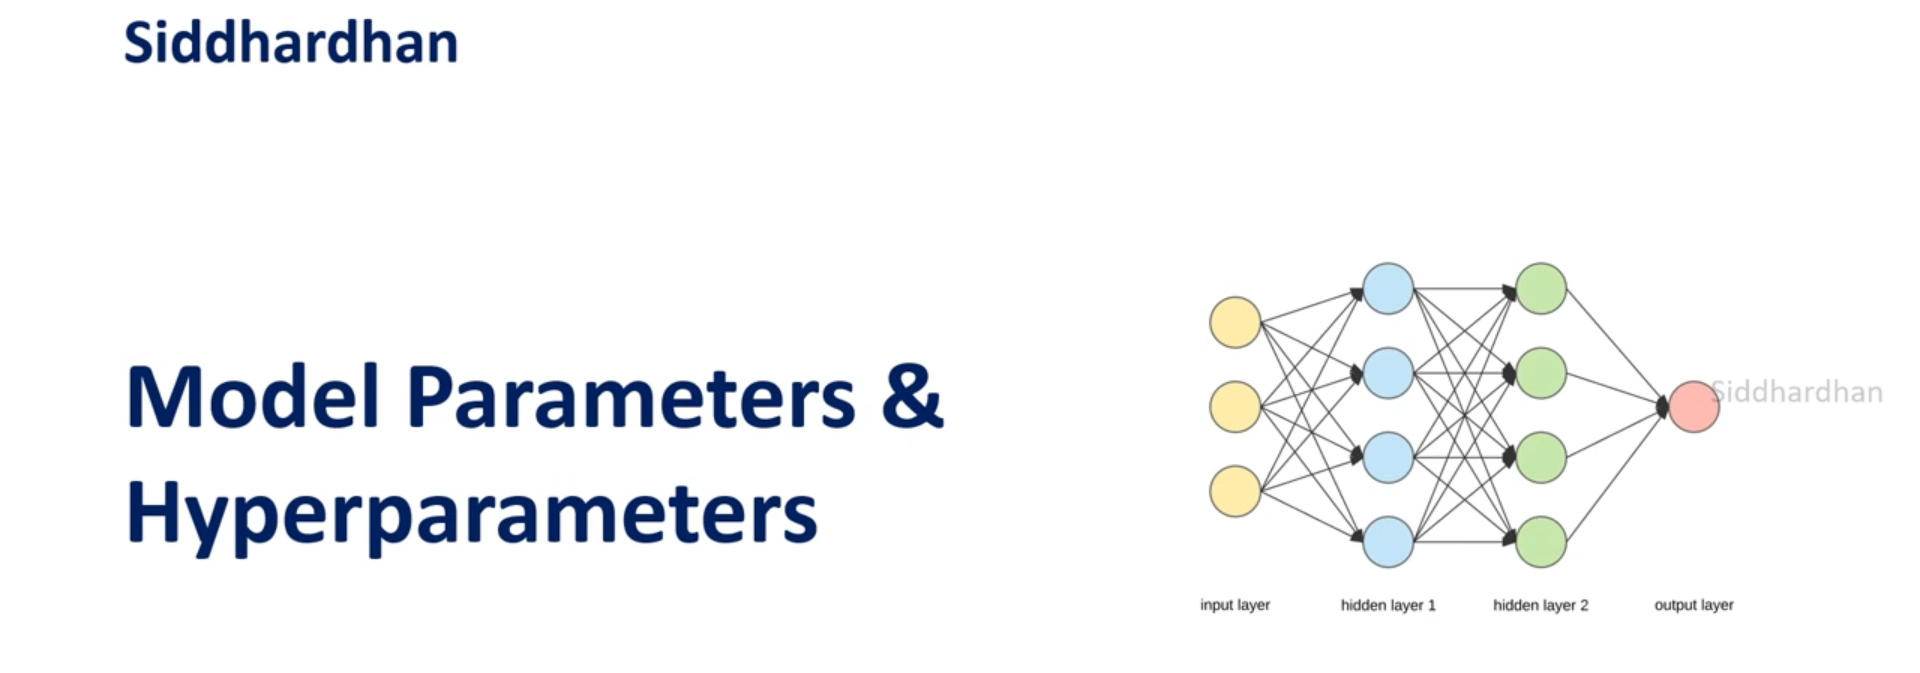 Siddhardhan
Model Parameters &
Hyperparameters
Siddhardhan
input layer
hidden layer 1
hidden layer 2
output layer